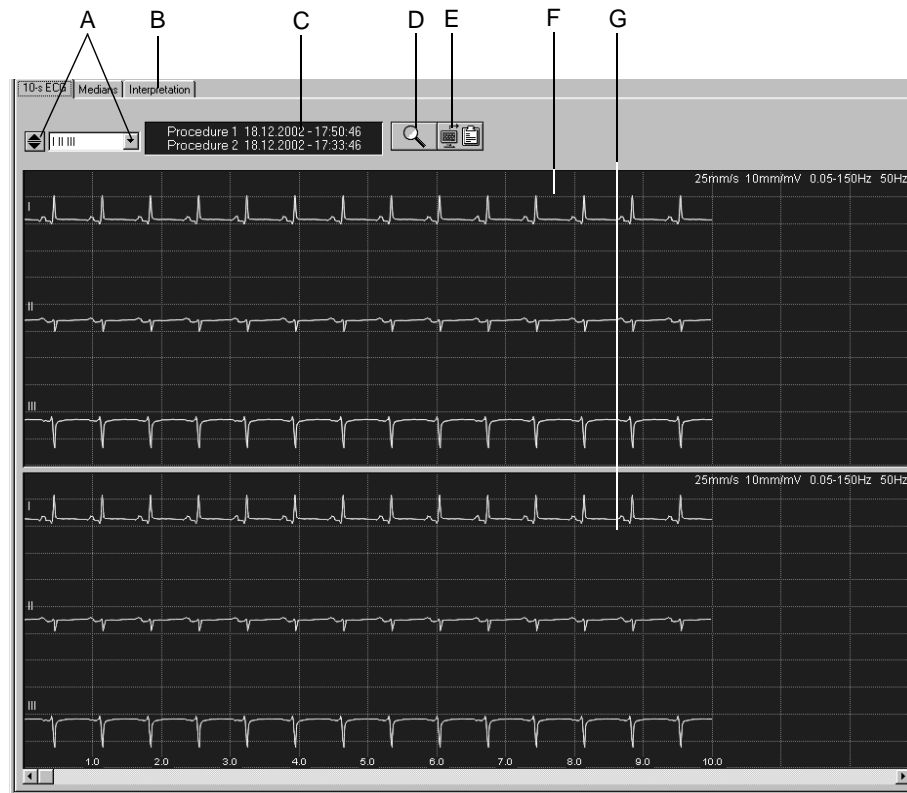 A B C D E F G
10-s ECG Medians Interpretation
I II III
Procedure 1 18.12.2002 - 17:50:46
Procedure 2 18.12.2002 - 17:33:46
25mm/s 10mm/mV 0.05-150Hz 50Hz
I
II
III
25mm/s 10mm/mV 0.05-150Hz 50Hz
I
II
III
1.0 2.0 3.0 4.0 5.0 6.0 7.0 8.0 9.0 10.0